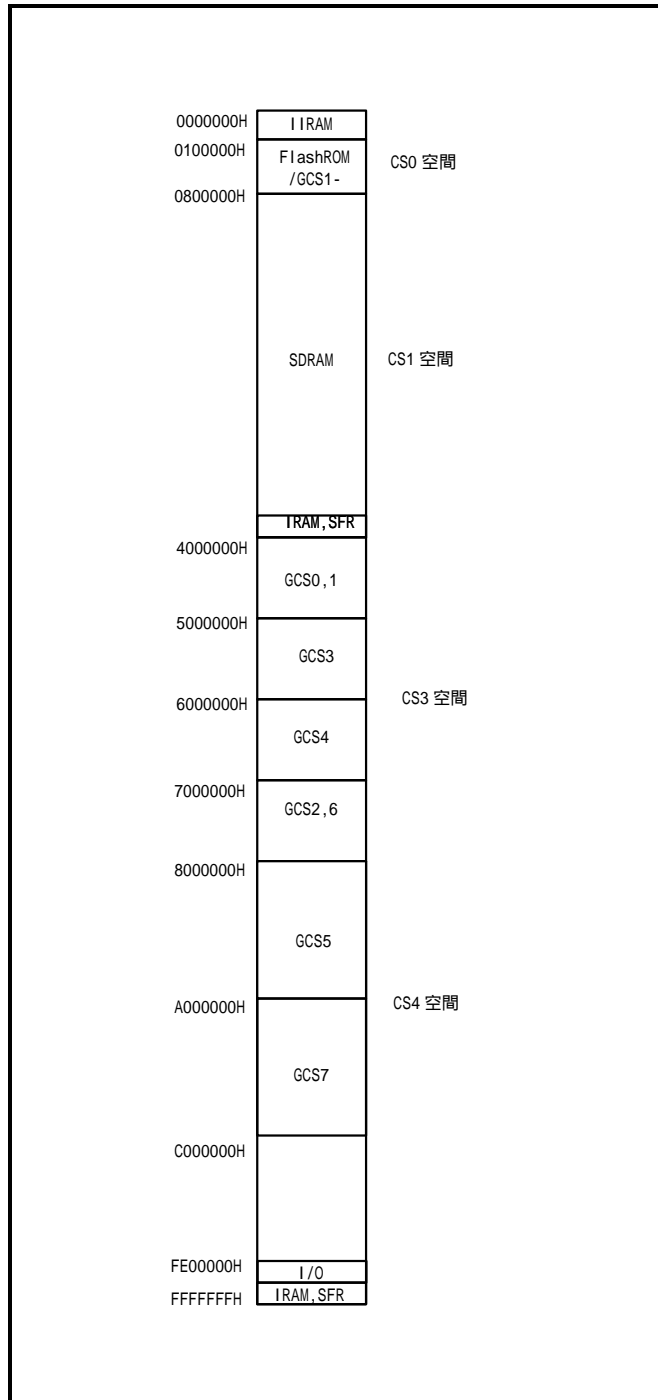 0000000H
IIRAM
0100000H
FlashROM
/GCS1-
CS0 空間
0800000H
SDRAM
CS1 空間
IRAM,SFR
4000000H
GCS0,1
5000000H
GCS3
6000000H
CS3 空間
GCS4
7000000H
GCS2,6
8000000H
GCS5
A000000H
CS4 空間
GCS7
C000000H
FE00000H
I/O
FFFFFFFH
IRAM,SFR